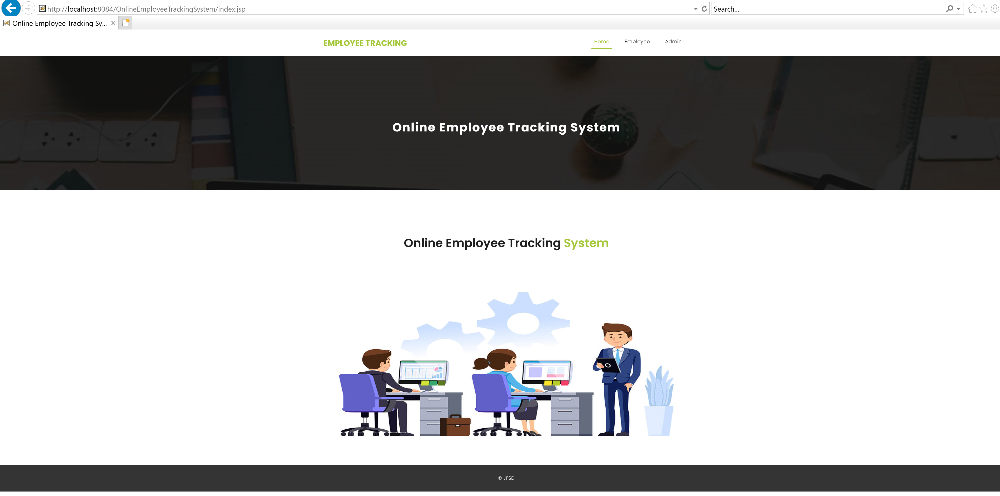 http://localhost:8084/OnlineEmployeeTrackingSystem/index.jsp
Search...
Online Employee Tracking Sy...
EMPLOYEE TRACKING
Home
Employee
Admin
Online Employee Tracking System
Online Employee Tracking System
© JFSD